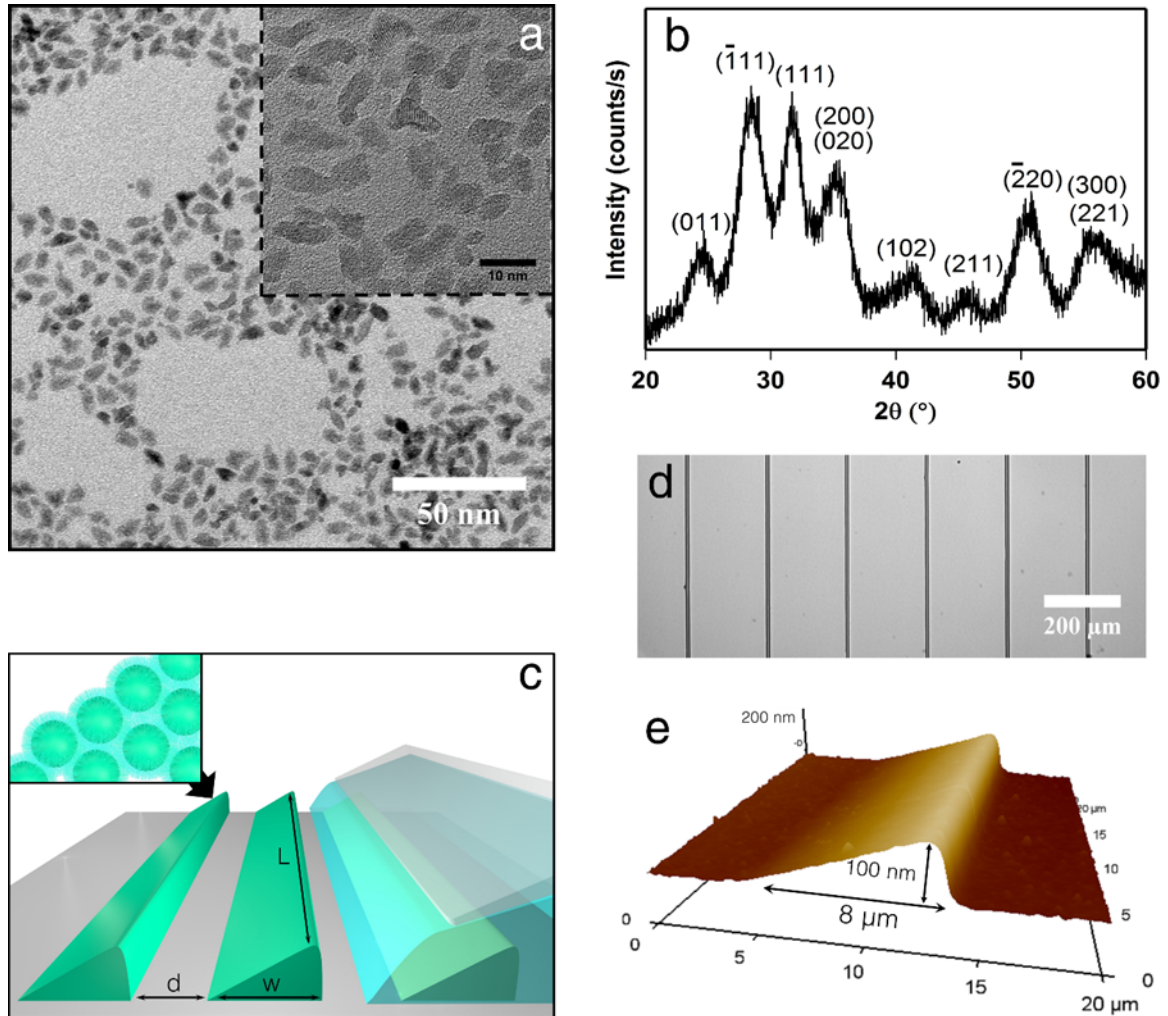 a
10 nm
50 nm
b
Intensity (counts/s)
(011)
(1̄11)
(111)
(200)
(020)
(102)
(211)
(2̄20)
(300)
(221)
20
30
40
50
60
2θ (°)
c
L
d
w
d
200 µm
e
200 nm
-0
100 nm
8 µm
0
5
10
15
20 µm
0
5
10
15
20 µm